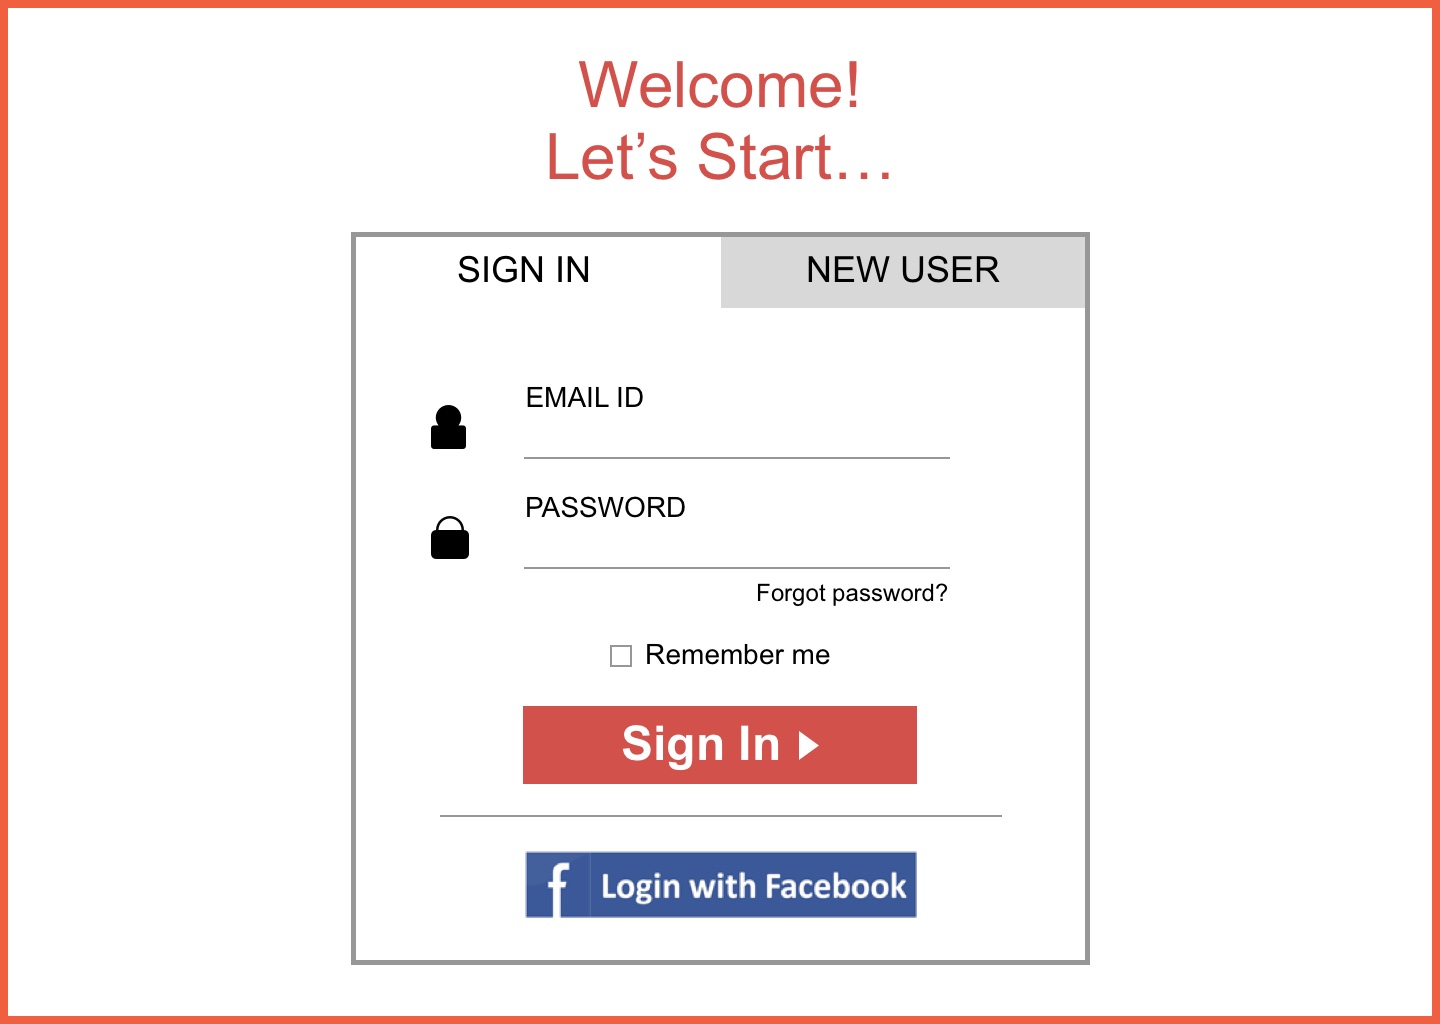 Welcome!
Let’s Start…
SIGN IN
NEW USER
EMAIL ID
PASSWORD
Forgot password?
Remember me
Sign In
f Login with Facebook